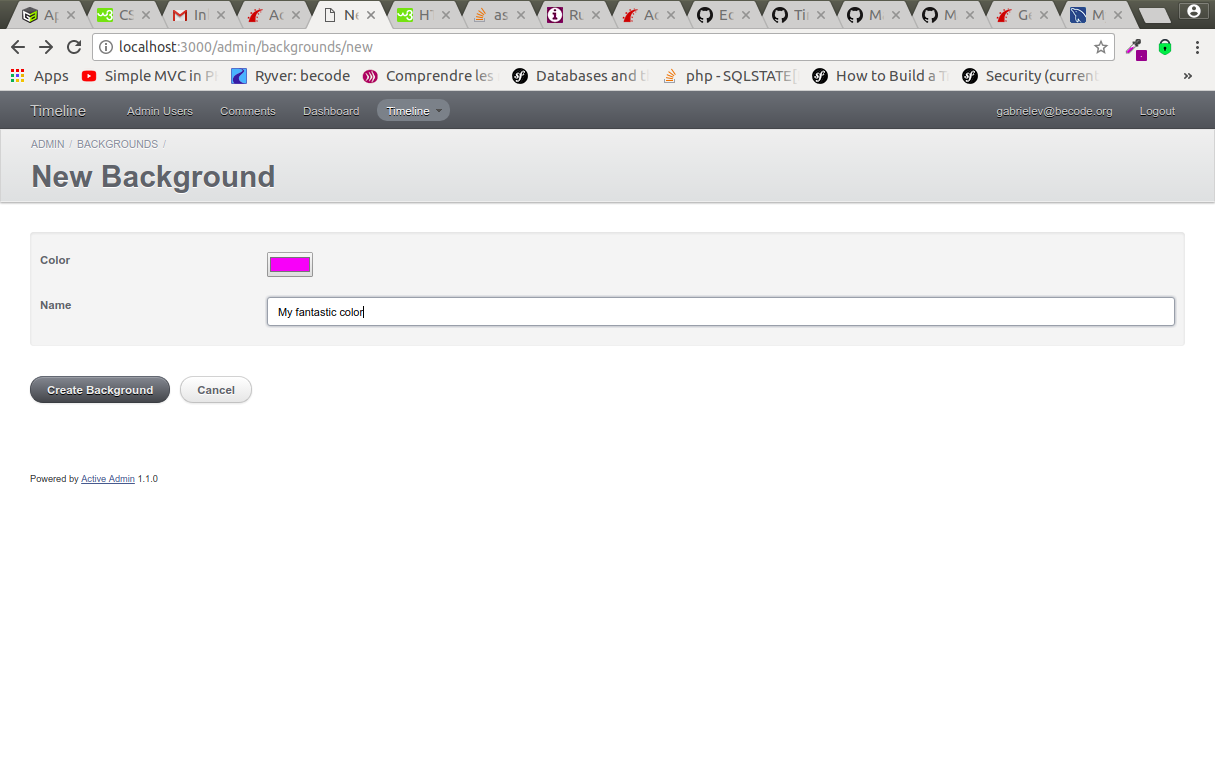 Ap CS In Ac Ne HT as Ru Ac Ec Ti M M Ge M
localhost:3000/admin/backgrounds/new
Apps Simple MVC in P Ryver: becode Comprendre les Databases and t php - SQLSTATE[ How to Build a T Security (current »
Timeline Admin Users Comments Dashboard Timeline gabrielev@becode.org Logout
ADMIN / BACKGROUNDS /
New Background
Color
Name My fantastic color
Create Background Cancel
Powered by Active Admin 1.1.0